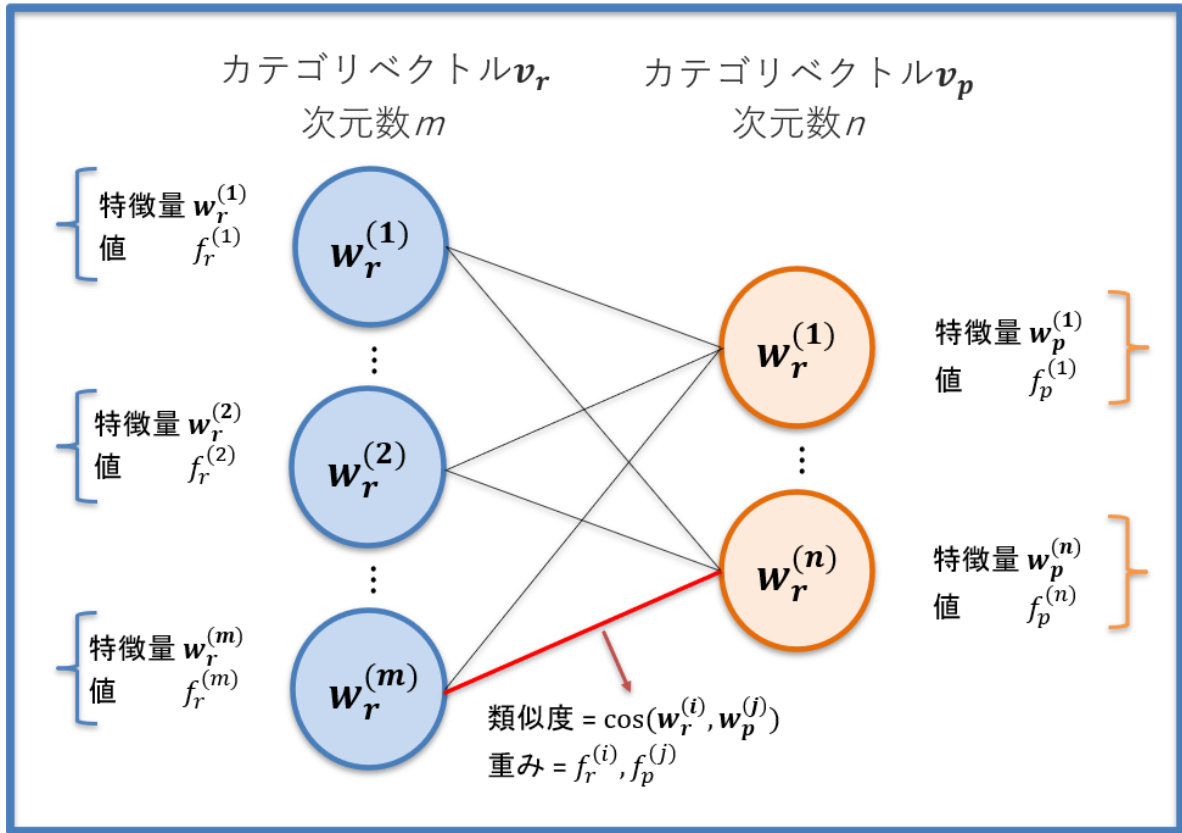 カテゴリベクトル𝒗𝒓
次元数m
カテゴリベクトル𝒗𝒑
次元数n
特徴量 w_r^(1)
値 f_r^(1)
w_r^(1)
⋮
特徴量 w_r^(2)
値 f_r^(2)
w_r^(2)
⋮
特徴量 w_r^(m)
値 f_r^(m)
w_r^(m)
w_r^(1)
特徴量 w_p^(1)
値 f_p^(1)
⋮
w_r^(n)
特徴量 w_p^(n)
値 f_p^(n)
類似度 = cos(w_r^(i), w_p^(j))
重み = f_r^(i), f_p^(j)